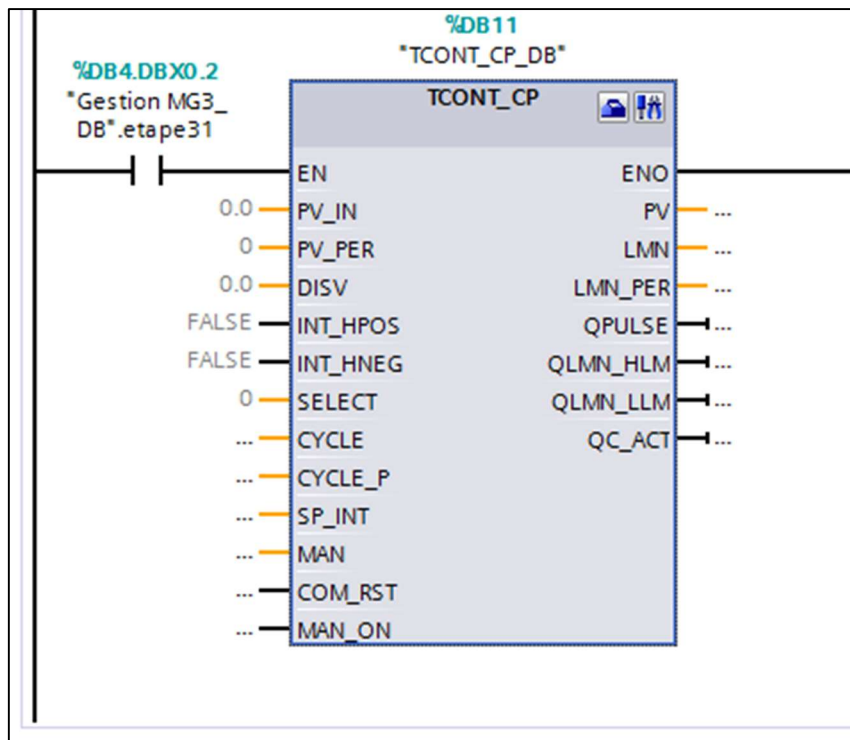 %DB11
"TCONT_CP_DB"
%DB4.DBX0.2
"Gestion MG3_
DB".etape31
TCONT_CP
EN ENO
0.0 PV_IN PV ...
0 PV_PER LMN ...
0.0 DISV LMN_PER ...
FALSE INT_HPOS QPULSE ...
FALSE INT_HNEG QLMN_HLM ...
0 SELECT QLMN_LLM ...
... CYCLE QC_ACT ...
... CYCLE_P
... SP_INT
... MAN
... COM_RST
... MAN_ON